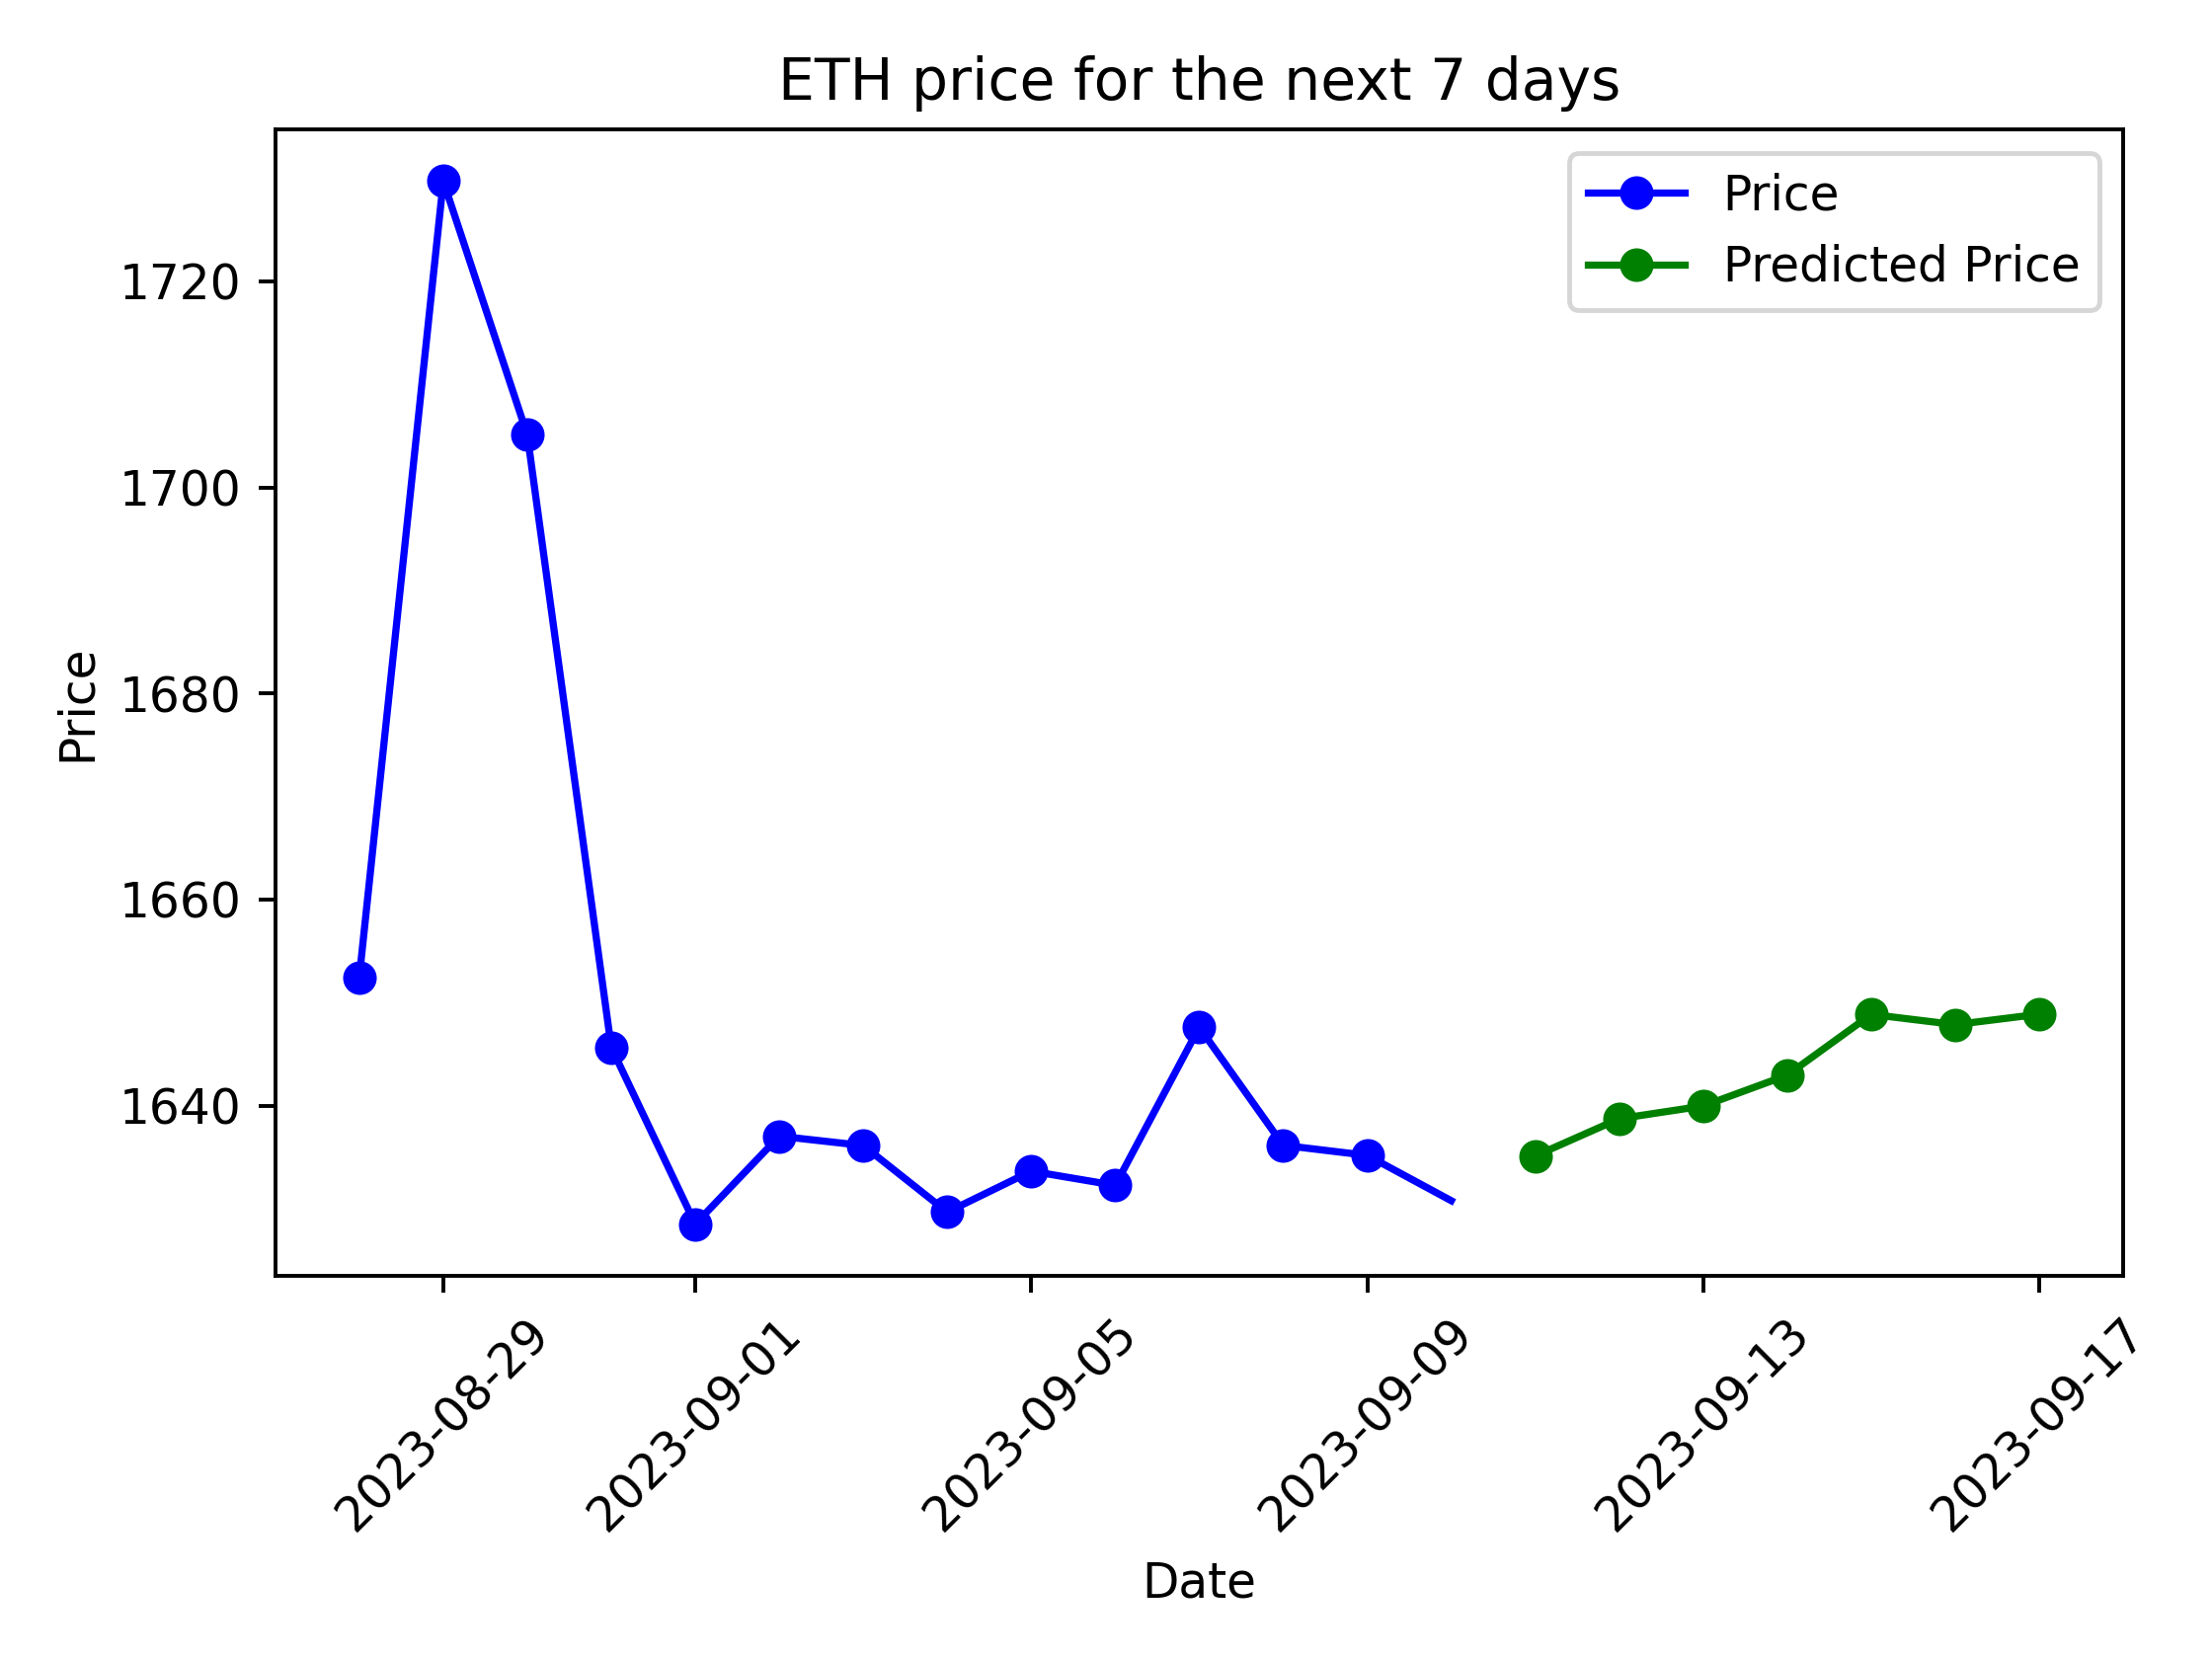 ETH price for the next 7 days
Price
Predicted Price
1720
1700
1680
1660
1640
Price
2023-08-29
2023-09-01
2023-09-05
2023-09-09
2023-09-13
2023-09-17
Date